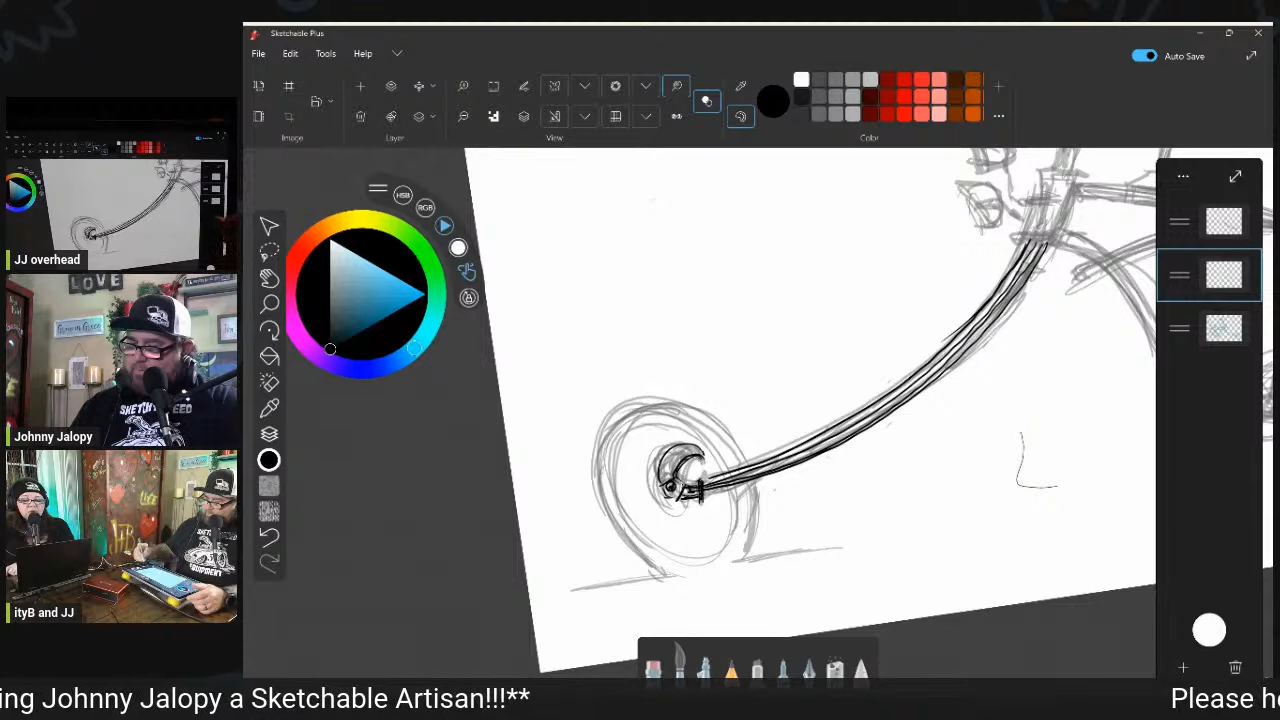 Sketchable Plus
File Edit Tools Help
Auto Save
Image Layer View Color
HSB
RGB
JJ overhead
LOVE
Johnny Jalopy
SKETCHY
ityB and JJ
ing Johnny Jalopy a Sketchable Artisan!!!** Please he